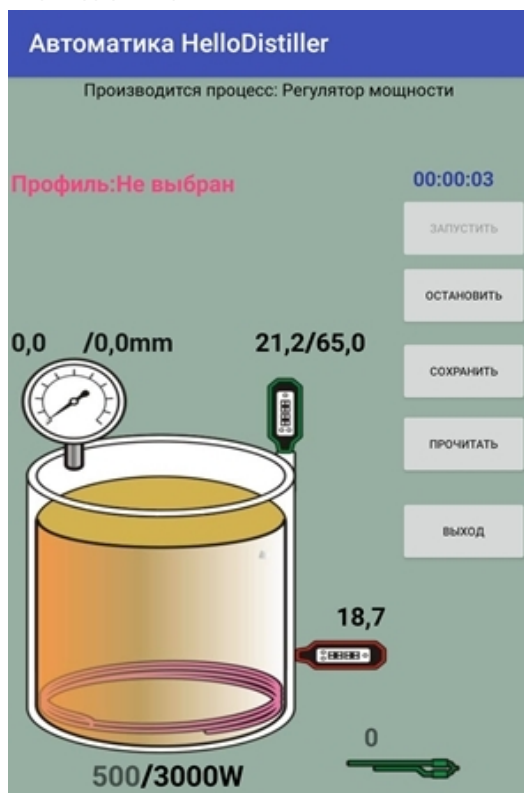 Автоматика HelloDistiller
Производится процесс: Регулятор мощности
Профиль:Не выбран
00:00:03
ЗАПУСТИТЬ
ОСТАНОВИТЬ
0,0 /0,0mm
21,2/65,0
СОХРАНИТЬ
ПРОЧИТАТЬ
ВЫХОД
18,7
0
500/3000W